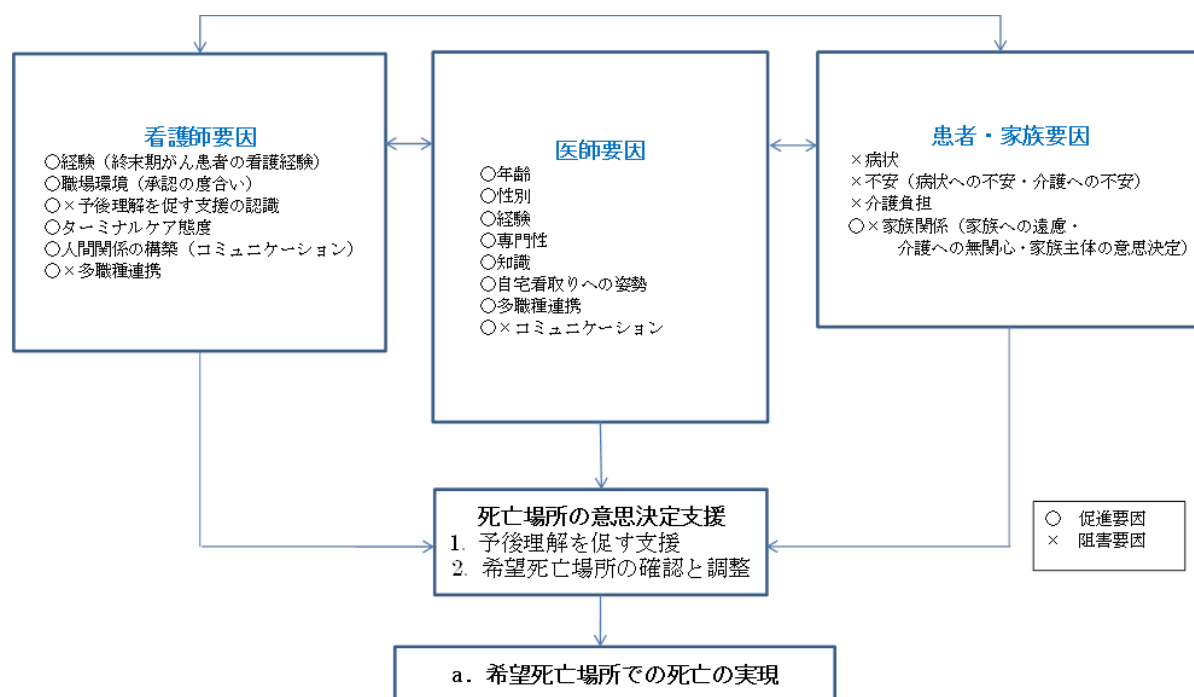 看護師要因
○経験（終末期がん患者の看護経験）
○職場環境（承認の度合い）
○×予後理解を促す支援の認識
○ターミナルケア態度
○人間関係の構築（コミュニケーション）
○×多職種連携
医師要因
○年齢
○性別
○経験
○専門性
○知識
○自宅看取りへの姿勢
○多職種連携
○×コミュニケーション
患者・家族要因
×病状
×不安（病状への不安・介護への不安）
×介護負担
○×家族関係（家族への遠慮・
介護への無関心・家族主体の意思決定）
死亡場所の意思決定支援
1. 予後理解を促す支援
2. 希望死亡場所の確認と調整
○ 促進要因
× 阻害要因
a. 希望死亡場所での死亡の実現